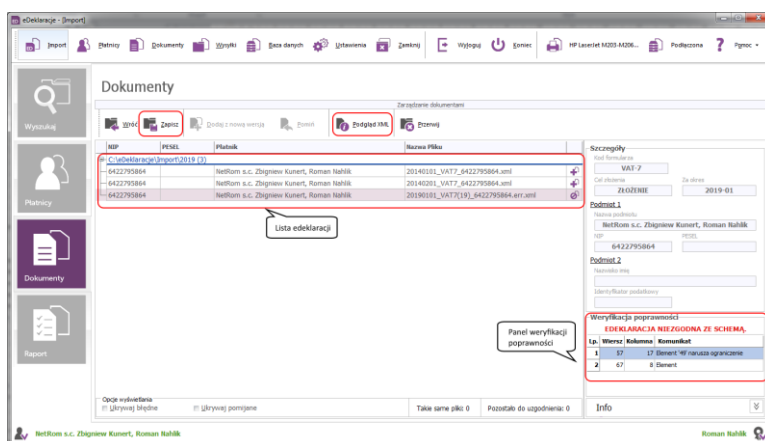 eDeklaracje - [Import]
Import Płatnicy Dokumenty Wysyłki Baza danych Ustawienia Zamknij Wyloguj Koniec HP LaserJet M203-M206... Podłączona Pomoc
Dokumenty
Zarządzanie dokumentami
Wróć Zapisz Dodaj z nową wersją Pomiń Podgląd XML Przerwij
Wyszukaj
Płatnicy
Dokumenty
Raport
NIP PESEL Płatnik Nazwa Pliku
C:\eDeklaracje\Import\2019 (3)
6422795864 NetRom s.c. Zbigniew Kunert, Roman Nahlik 20140101_VAT7_6422795864.xml
6422795864 NetRom s.c. Zbigniew Kunert, Roman Nahlik 20140201_VAT7_6422795864.xml
6422795864 NetRom s.c. Zbigniew Kunert, Roman Nahlik 20190101_VAT7(19)_6422795864.err.xml
Lista edeklaracji
Szczegóły
Kod formularza
VAT-7
Cel złożenia Za okres
ZŁOŻENIE 2019-01
Podmiot 1
Nazwa podmiotu
NetRom s.c. Zbigniew Kunert, Roman Nahlik
NIP PESEL
6422795864
Podmiot 2
Nazwisko Imię
Identyfikator podatkowy
Panel weryfikacji
poprawności
Weryfikacja poprawności
EDEKLARACJA NIEZGODNA ZE SCHEMĄ.
Lp. Wiersz Kolumna Komunikat
1 57 17 Element '49' narusza ograniczenie
2 67 8 Element
Opcje wyświetlania
Ukrywaj błędne Ukrywaj pomijane
Takie same pliki: 0 Pozostało do uzgodnienia: 0
Info
NetRom s.c. Zbigniew Kunert, Roman Nahlik
Roman Nahlik